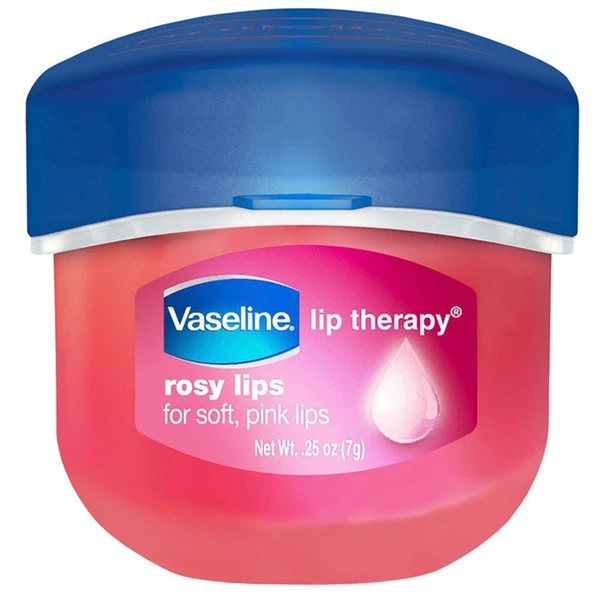 Vaseline. lip therapy®
rosy lips
for soft, pink lips
Net Wt. .25 oz (7g)